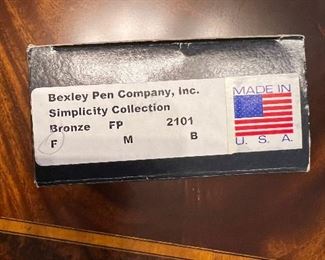 Bexley Pen Company, Inc.
Simplicity Collection
Bronze FP 2101
F M B
MADE IN
U. S. A.